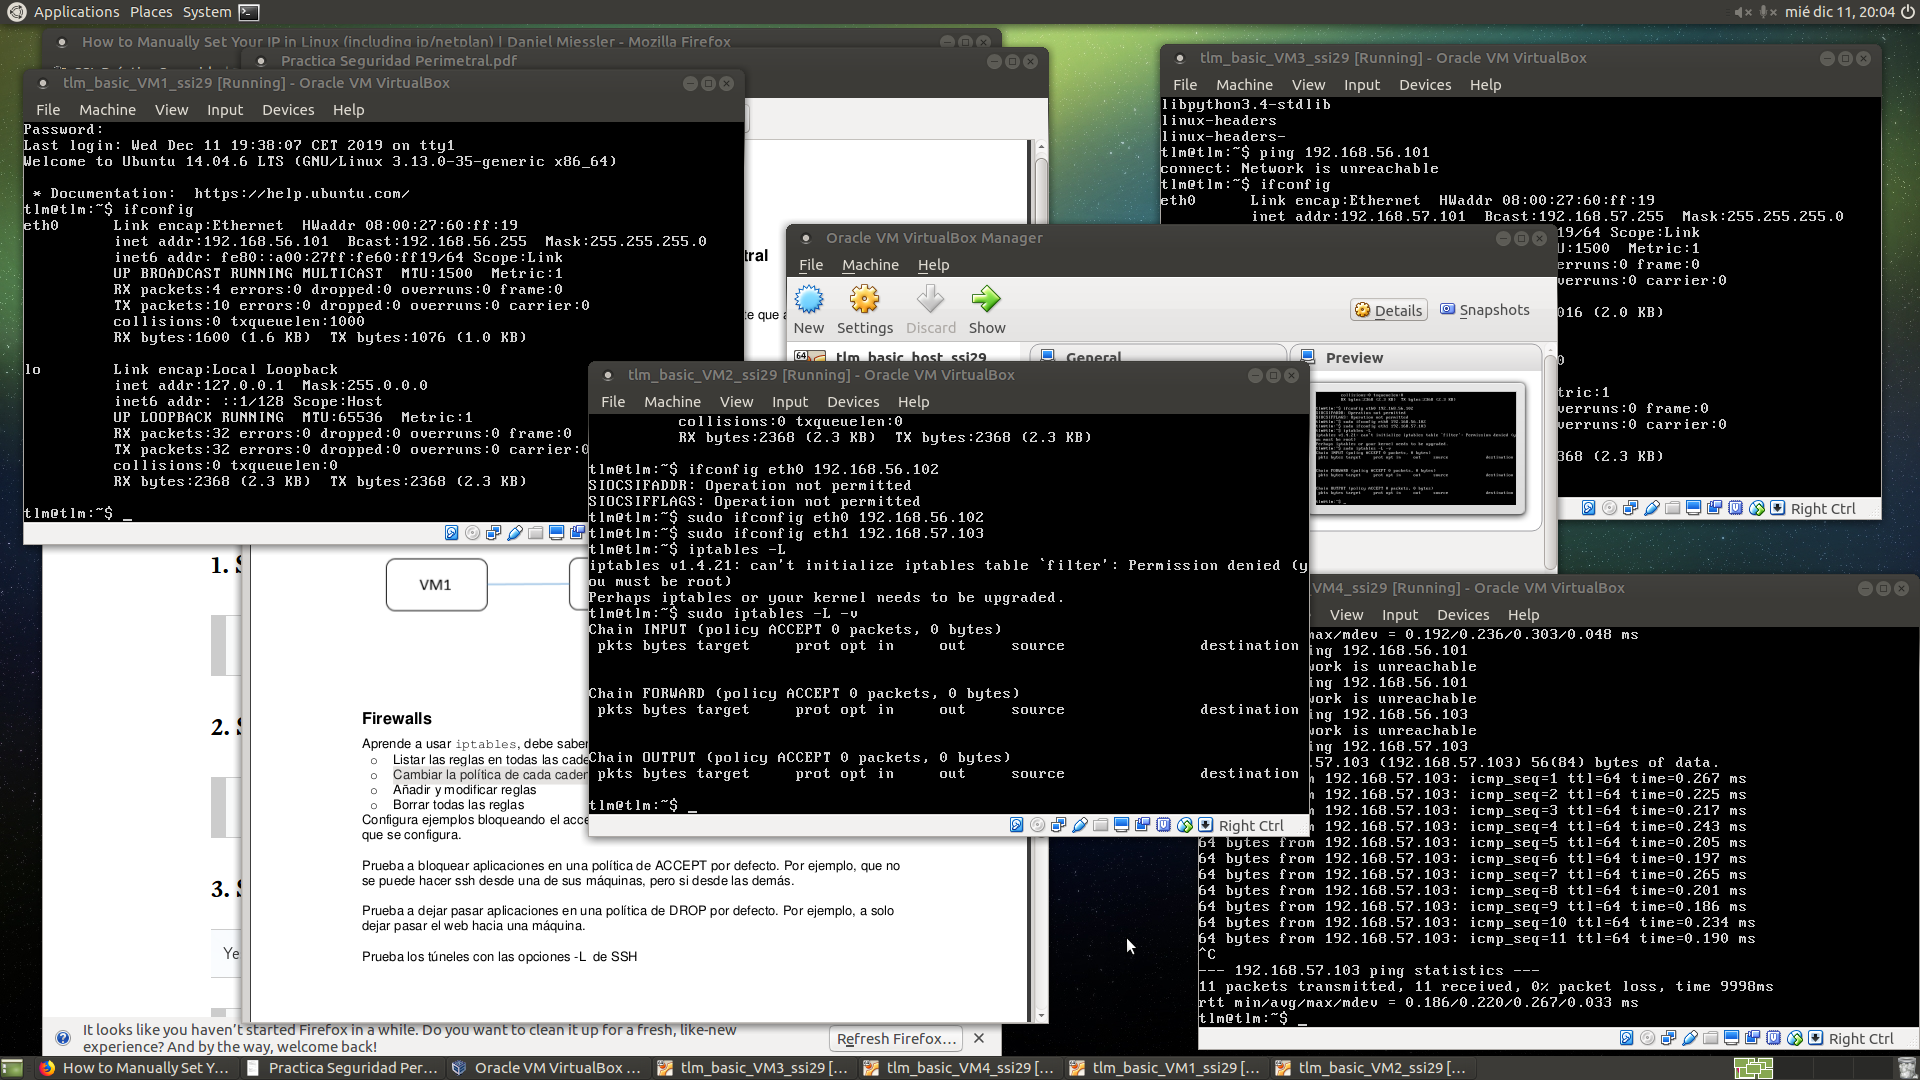 Applications Places System
mié dic 11, 20:04
How to Manually Set Your IP in Linux (including ip/netplan) | Daniel Miessler - Mozilla Firefox
Practica Seguridad Perimetral.pdf
tlm_basic_VM1_ssi29 [Running] - Oracle VM VirtualBox
File Machine View Input Devices Help
Password:
Last login: Wed Dec 11 19:38:07 CET 2019 on tty1
Welcome to Ubuntu 14.04.6 LTS (GNU/Linux 3.13.0-35-generic x86_64)
* Documentation: https://help.ubuntu.com/
tlm@tlm:~$ ifconfig
eth0 Link encap:Ethernet HWaddr 08:00:27:60:ff:19
inet addr:192.168.56.101 Bcast:192.168.56.255 Mask:255.255.255.0
inet6 addr: fe80::a00:27ff:fe60:ff19/64 Scope:Link
UP BROADCAST RUNNING MULTICAST MTU:1500 Metric:1
RX packets:4 errors:0 dropped:0 overruns:0 frame:0
TX packets:10 errors:0 dropped:0 overruns:0 carrier:0
collisions:0 txqueuelen:1000
RX bytes:1600 (1.6 KB) TX bytes:1076 (1.0 KB)
lo Link encap:Local Loopback
inet addr:127.0.0.1 Mask:255.0.0.0
inet6 addr: ::1/128 Scope:Host
UP LOOPBACK RUNNING MTU:65536 Metric:1
RX packets:32 errors:0 dropped:0 overruns:0 frame:0
TX packets:32 errors:0 dropped:0 overruns:0 carrier:0
collisions:0 txqueuelen:0
RX bytes:2368 (2.3 KB) TX bytes:2368 (2.3 KB)
tlm@tlm:~$ _
tlm_basic_VM3_ssi29 [Running] - Oracle VM VirtualBox
File Machine View Input Devices Help
libpython3.4-stdlib
linux-headers
linux-headers-
tlm@tlm:~$ ping 192.168.56.101
connect: Network is unreachable
tlm@tlm:~$ ifconfig
eth0 Link encap:Ethernet HWaddr 08:00:27:60:ff:19
inet addr:192.168.57.101 Bcast:192.168.57.255 Mask:255.255.255.0
19/64 Scope:Link
U:1500 Metric:1
erruns:0 frame:0
overruns:0 carrier:0
016 (2.0 KB)
0
tric:1
erruns:0 frame:0
overruns:0 carrier:0
368 (2.3 KB)
Right Ctrl
tral
te que a
Oracle VM VirtualBox Manager
File Machine Help
New Settings Discard Show
Details Snapshots
64 tlm_basic_host_ssi29
General
Preview
tlm_basic_VM2_ssi29 [Running] - Oracle VM VirtualBox
File Machine View Input Devices Help
collisions:0 txqueuelen:0
RX bytes:2368 (2.3 KB) TX bytes:2368 (2.3 KB)
tlm@tlm:~$ ifconfig eth0 192.168.56.102
SIOCSIFADDR: Operation not permitted
SIOCSIFFLAGS: Operation not permitted
tlm@tlm:~$ sudo ifconfig eth0 192.168.56.102
tlm@tlm:~$ sudo ifconfig eth1 192.168.57.103
tlm@tlm:~$ iptables -L
iptables v1.4.21: can't initialize iptables table `filter': Permission denied (y
ou must be root)
Perhaps iptables or your kernel needs to be upgraded.
tlm@tlm:~$ sudo iptables -L -v
Chain INPUT (policy ACCEPT 0 packets, 0 bytes)
pkts bytes target prot opt in out source destination
Chain FORWARD (policy ACCEPT 0 packets, 0 bytes)
pkts bytes target prot opt in out source destination
Chain OUTPUT (policy ACCEPT 0 packets, 0 bytes)
pkts bytes target prot opt in out source destination
tlm@tlm:~$ _
Right Ctrl
VM4_ssi29 [Running] - Oracle VM VirtualBox
View Input Devices Help
max/mdev = 0.192/0.236/0.303/0.048 ms
ing 192.168.56.101
work is unreachable
ing 192.168.56.101
work is unreachable
ing 192.168.56.103
work is unreachable
ing 192.168.57.103
.57.103 (192.168.57.103) 56(84) bytes of data.
om 192.168.57.103: icmp_seq=1 ttl=64 time=0.267 ms
om 192.168.57.103: icmp_seq=2 ttl=64 time=0.225 ms
om 192.168.57.103: icmp_seq=3 ttl=64 time=0.217 ms
om 192.168.57.103: icmp_seq=4 ttl=64 time=0.243 ms
64 bytes from 192.168.57.103: icmp_seq=5 ttl=64 time=0.205 ms
64 bytes from 192.168.57.103: icmp_seq=6 ttl=64 time=0.197 ms
64 bytes from 192.168.57.103: icmp_seq=7 ttl=64 time=0.265 ms
64 bytes from 192.168.57.103: icmp_seq=8 ttl=64 time=0.201 ms
64 bytes from 192.168.57.103: icmp_seq=9 ttl=64 time=0.186 ms
64 bytes from 192.168.57.103: icmp_seq=10 ttl=64 time=0.234 ms
64 bytes from 192.168.57.103: icmp_seq=11 ttl=64 time=0.190 ms
^C
--- 192.168.57.103 ping statistics ---
11 packets transmitted, 11 received, 0% packet loss, time 9998ms
rtt min/avg/max/mdev = 0.186/0.220/0.267/0.033 ms
tlm@tlm:~$ _
Right Ctrl
1. S
2. S
3. S
Ye
VM1
Firewalls
Aprende a usar iptables, debe saber
o Listar las reglas en todas las cade
o Cambiar la política de cada cader
o Añadir y modificar reglas
o Borrar todas las reglas
Configura ejemplos bloqueando el acce
que se configura.
Prueba a bloquear aplicaciones en una política de ACCEPT por defecto. Por ejemplo, que no
se puede hacer ssh desde una de sus máquinas, pero si desde las demás.
Prueba a dejar pasar aplicaciones en una política de DROP por defecto. Por ejemplo, a solo
dejar pasar el web hacia una máquina.
Prueba los túneles con las opciones -L de SSH
It looks like you haven't started Firefox in a while. Do you want to clean it up for a fresh, like-new
experience? And by the way, welcome back!
Refresh Firefox...
How to Manually Set Y...
Practica Seguridad Per...
Oracle VM VirtualBox ...
tlm_basic_VM3_ssi29 [...
tlm_basic_VM4_ssi29 [...
tlm_basic_VM1_ssi29 [...
tlm_basic_VM2_ssi29 [...